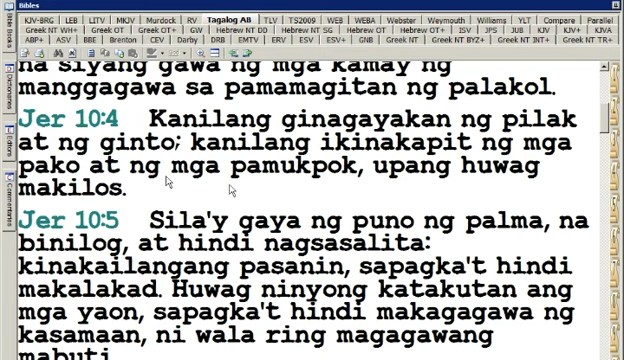 Bibles
KJV-BRG LEB LITV MKJV Murdock RV Tagalog AB TLV TS2009 WEB WEBA Webster Weymouth Williams YLT Compare Parallel
Greek NT WH+ Greek OT Greek OT+ GW Hebrew NT DD Hebrew NT SG Hebrew OT Hebrew OT+ ISV JPS JUB KJV KJV+ KJVA
ABP+ ASV BBE Brenton CEV Darby DRB EMTV ERV ESV ESV+ GNB Greek NT Greek NT BYZ+ Greek NT INT+ Greek NT TR+
Bible Books
Dictionaries
Editors
Commentaries
na siyang gawa ng mga kamay ng
manggagawa sa pamamagitan ng palakol.
Jer 10:4 Kanilang ginagayakan ng pilak
at ng ginto; kanilang ikinakapit ng mga
pako at ng mga pamukpok, upang huwag
makilos.
Jer 10:5 Sila'y gaya ng puno ng palma, na
binilog, at hindi nagsasalita:
kinakailangang pasanin, sapagka't hindi
makalakad. Huwag ninyong katakutan ang
mga yaon, sapagka't hindi makagagawa ng
kasamaan, ni wala ring magagawang
mabuti.